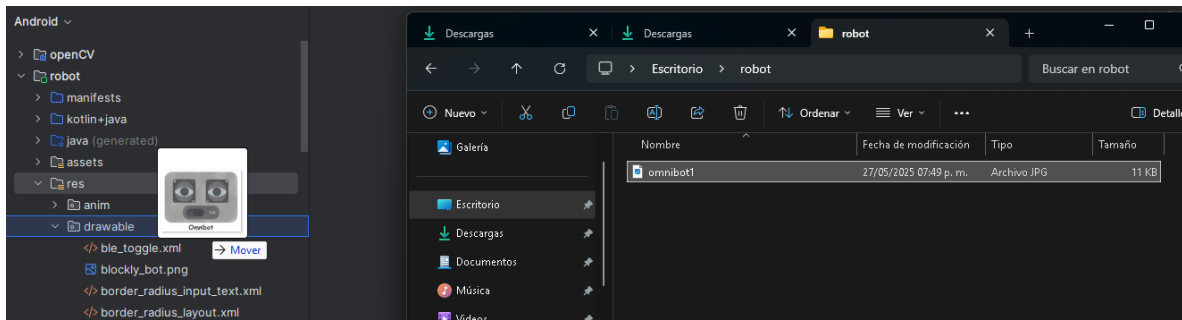 Android
openCV
robot
manifests
kotlin+java
java (generated)
assets
res
anim
drawable
ble_toggle.xml
blockly_bot.png
border_radius_input_text.xml
border_radius_layout.xml
Omnibot
→ Mover
Descargas
Descargas
robot
Escritorio > robot
Buscar en robot
Nuevo
Ordenar
Ver
Galería
Escritorio
Descargas
Documentos
Música
Videos
Nombre Fecha de modificación Tipo Tamaño
omnibot1 27/05/2025 07:49 p. m. Archivo JPG 11 KB